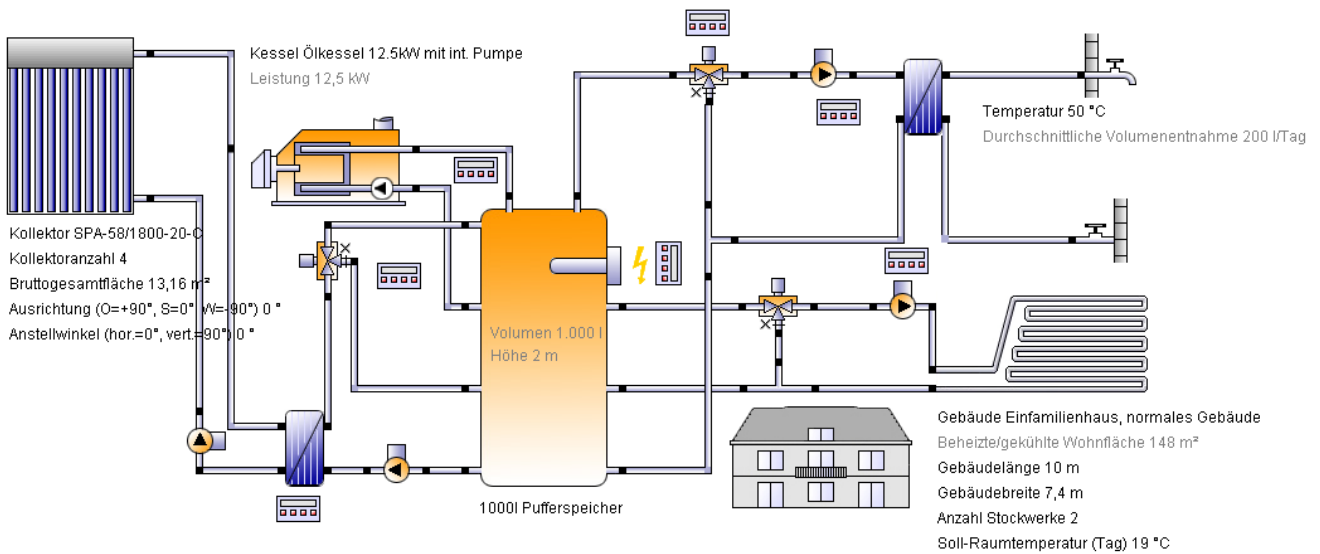 Kessel Ölkessel 12.5kW mit int. Pumpe
Leistung 12,5 kW
Temperatur 50 °C
Durchschnittliche Volumenentnahme 200 l/Tag
Kollektor SPA-58/1800-20-C
Kollektoranzahl 4
Bruttogesamtfläche 13,16 m²
Ausrichtung (O=+90°, S=0°, W=-90°) 0 °
Anstellwinkel (hor.=0°, vert.=90°) 0 °
Volumen 1.000 l
Höhe 2 m
1000l Pufferspeicher
Gebäude Einfamilienhaus, normales Gebäude
Beheizte/gekühlte Wohnfläche 148 m²
Gebäudelänge 10 m
Gebäudebreite 7,4 m
Anzahl Stockwerke 2
Soll-Raumtemperatur (Tag) 19 °C